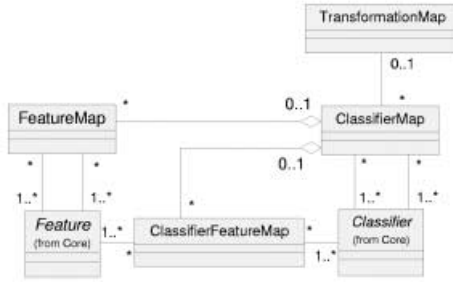 TransformationMap
0..1
*
FeatureMap
*
0..1
ClassifierMap
0..1
*
*
*
*
1..*
1..*
*
1..*
1..*
Feature
(from Core)
1..*
*
ClassifierFeatureMap
*
1..*
Classifier
(from Core)